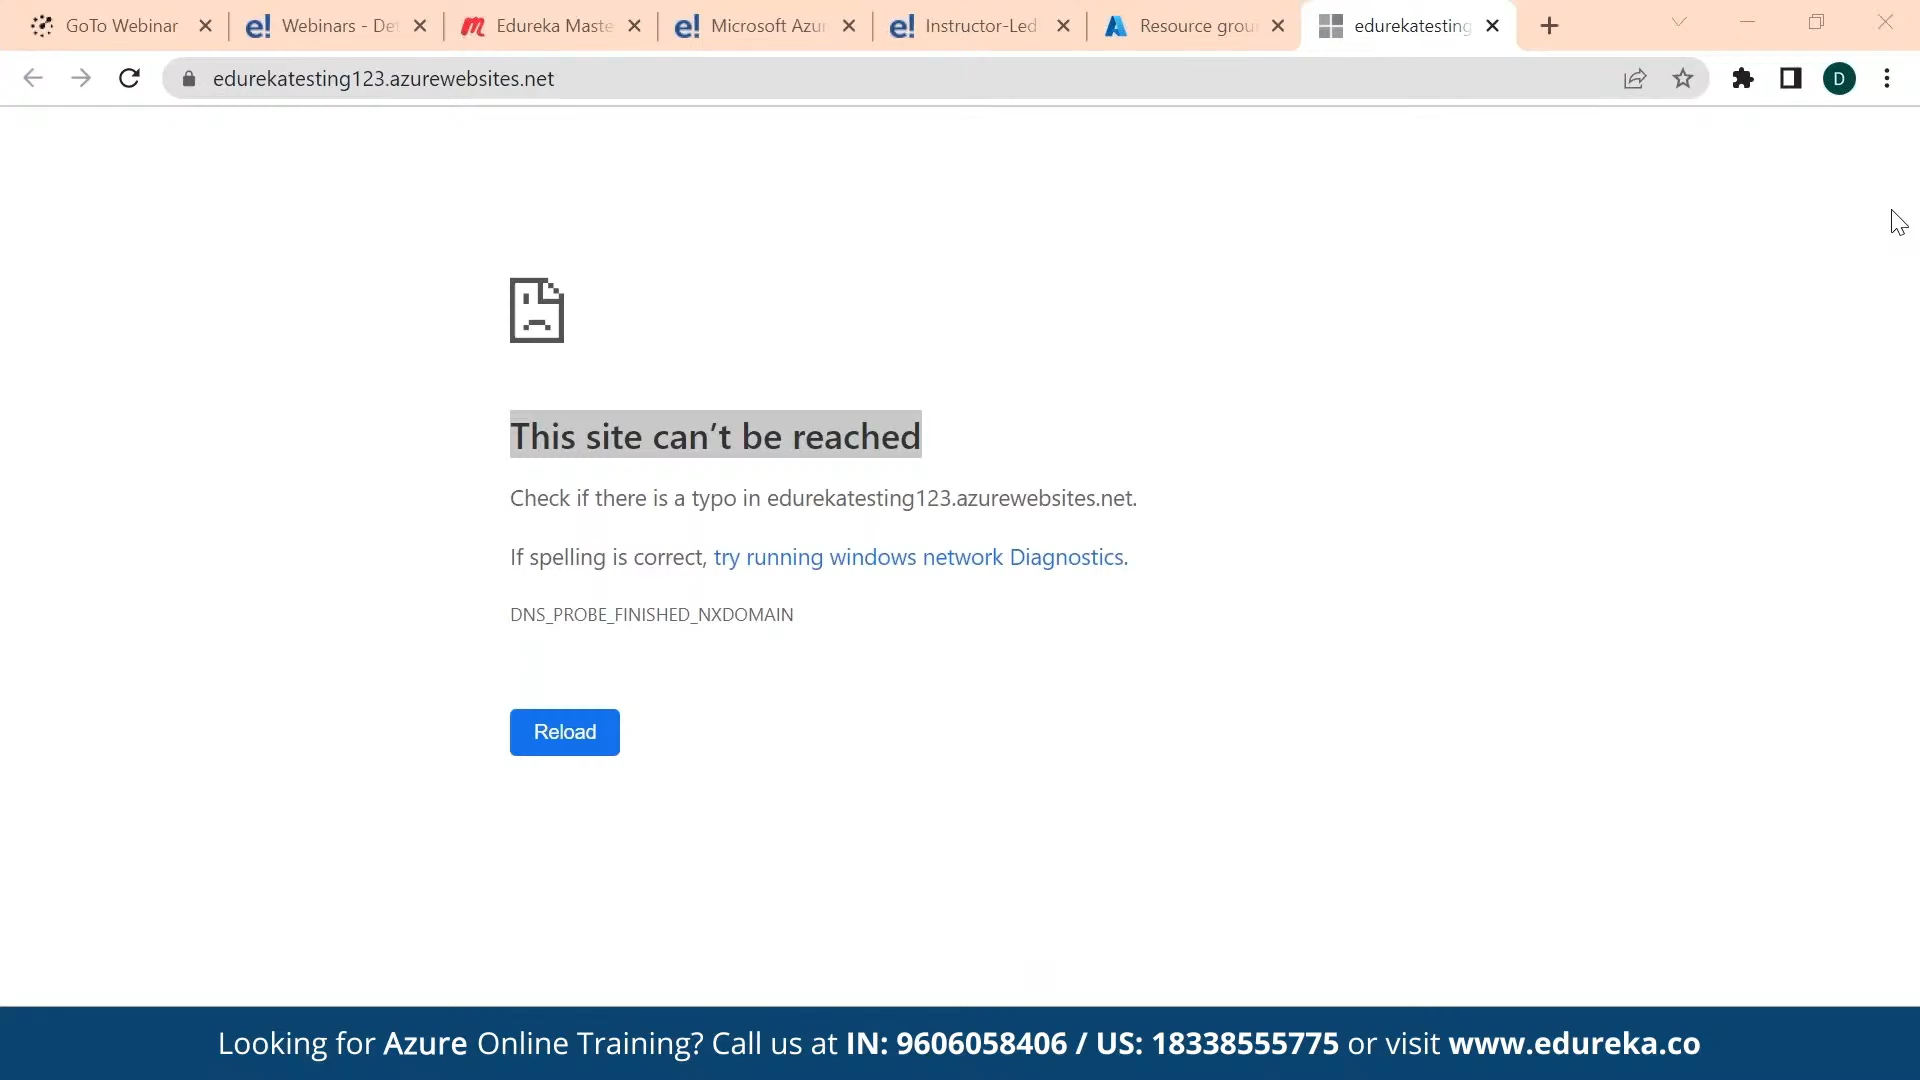 GoTo Webinar
Webinars - Det
Edureka Maste
Microsoft Azur
Instructor-Led
Resource grou
edurekatesting
edurekatesting123.azurewebsites.net
D
This site can’t be reached
Check if there is a typo in edurekatesting123.azurewebsites.net.
If spelling is correct, try running windows network Diagnostics.
DNS_PROBE_FINISHED_NXDOMAIN
Reload
Looking for Azure Online Training? Call us at IN: 9606058406 / US: 18338555775 or visit www.edureka.co